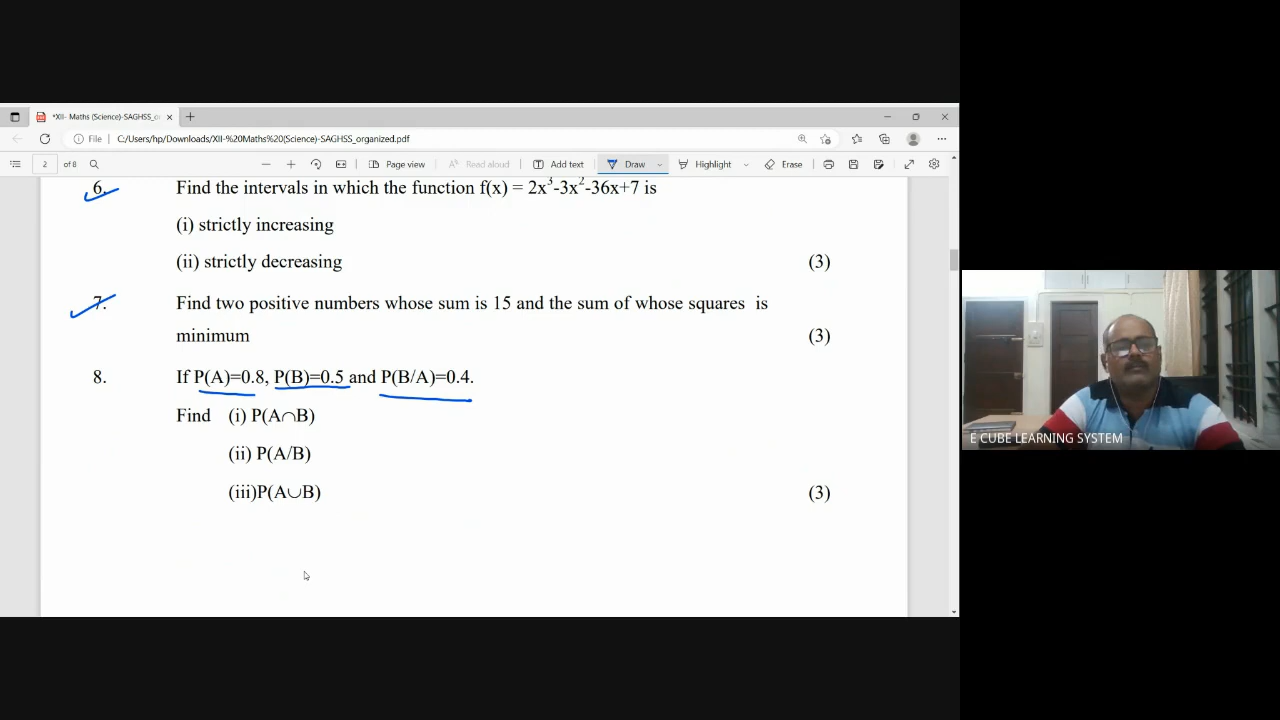 *XII- Maths (Science)-SAGHSS_or
File
C:/Users/hp/Downloads/XII-%20Maths%20(Science)-SAGHSS_organized.pdf
2 of 8
Page view
Read aloud
Add text
Draw
Highlight
Erase
6. Find the intervals in which the function f(x) = 2x³-3x²-36x+7 is
(i) strictly increasing
(ii) strictly decreasing (3)
7. Find two positive numbers whose sum is 15 and the sum of whose squares is
minimum (3)
8. If P(A)=0.8, P(B)=0.5 and P(B/A)=0.4.
Find (i) P(A∩B)
(ii) P(A/B)
(iii)P(A∪B) (3)
E CUBE LEARNING SYSTEM